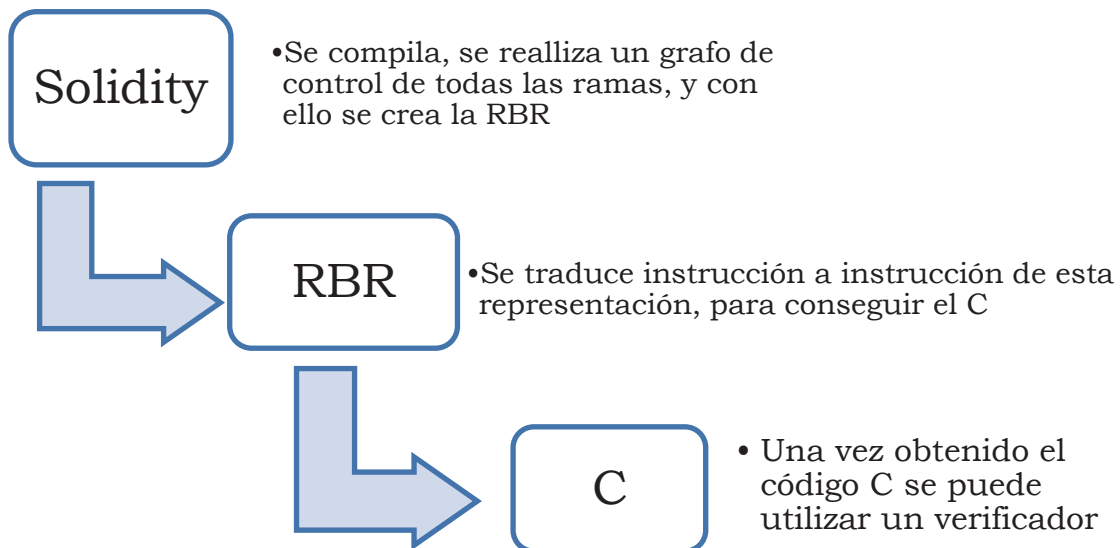 Solidity
•Se compila, se realliza un grafo de
control de todas las ramas, y con
ello se crea la RBR
RBR
•Se traduce instrucción a instrucción de esta
representación, para conseguir el C
C
• Una vez obtenido el
código C se puede
utilizar un verificador